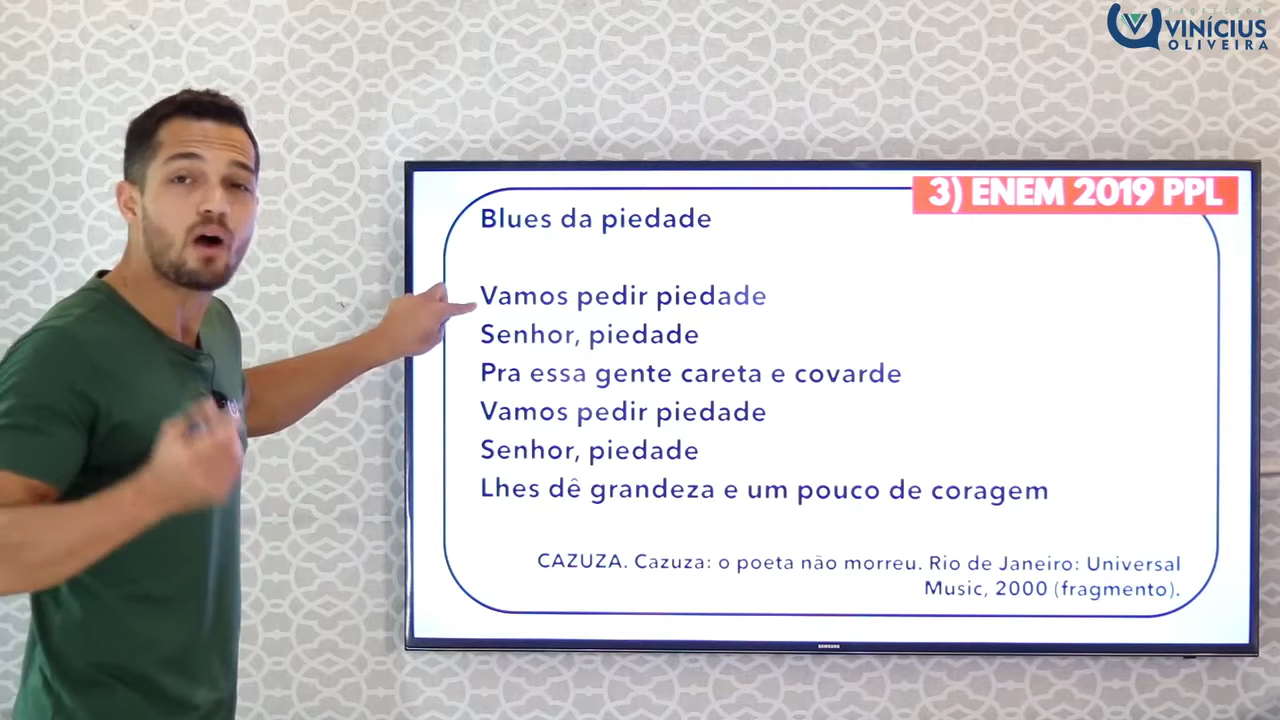 PROFESSOR
VINÍCIUS
OLIVEIRA
3) ENEM 2019 PPL
Blues da piedade
Vamos pedir piedade
Senhor, piedade
Pra essa gente careta e covarde
Vamos pedir piedade
Senhor, piedade
Lhes dê grandeza e um pouco de coragem
CAZUZA. Cazuza: o poeta não morreu. Rio de Janeiro: Universal
Music, 2000 (fragmento).
SAMSUNG